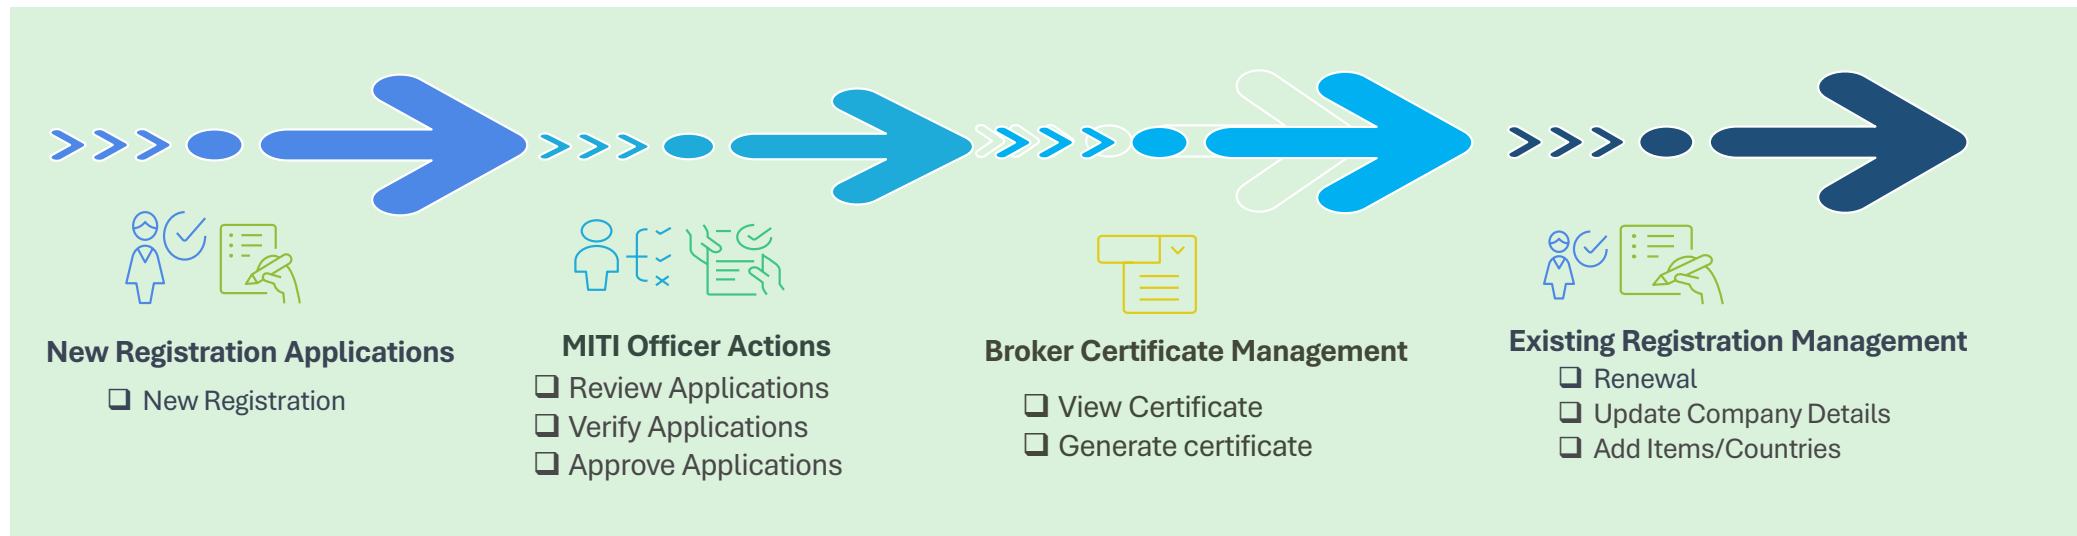 New Registration Applications
New Registration
MITI Officer Actions
Review Applications
Verify Applications
Approve Applications
Broker Certificate Management
View Certificate
Generate certificate
Existing Registration Management
Renewal
Update Company Details
Add Items/Countries